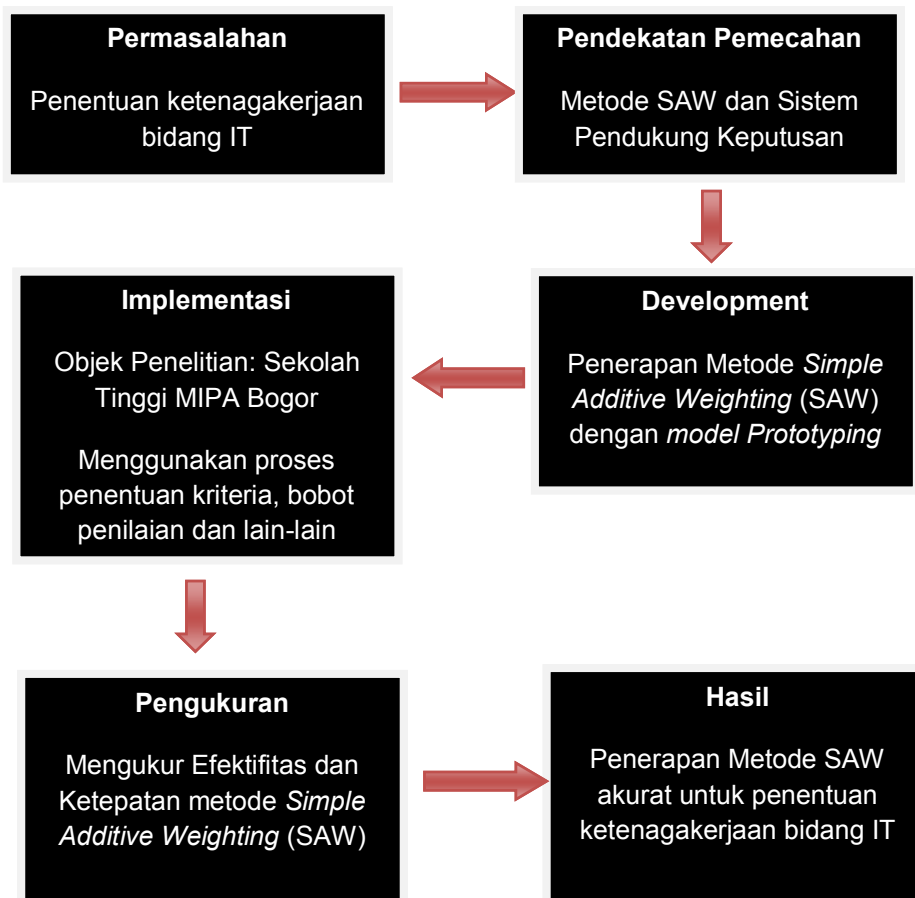 Permasalahan
Penentuan ketenagakerjaan
bidang IT
Pendekatan Pemecahan
Metode SAW dan Sistem
Pendukung Keputusan
Development
Penerapan Metode Simple
Additive Weighting (SAW)
dengan model Prototyping
Implementasi
Objek Penelitian: Sekolah
Tinggi MIPA Bogor
Menggunakan proses
penentuan kriteria, bobot
penilaian dan lain-lain
Pengukuran
Mengukur Efektifitas dan
Ketepatan metode Simple
Additive Weighting (SAW)
Hasil
Penerapan Metode SAW
akurat untuk penentuan
ketenagakerjaan bidang IT